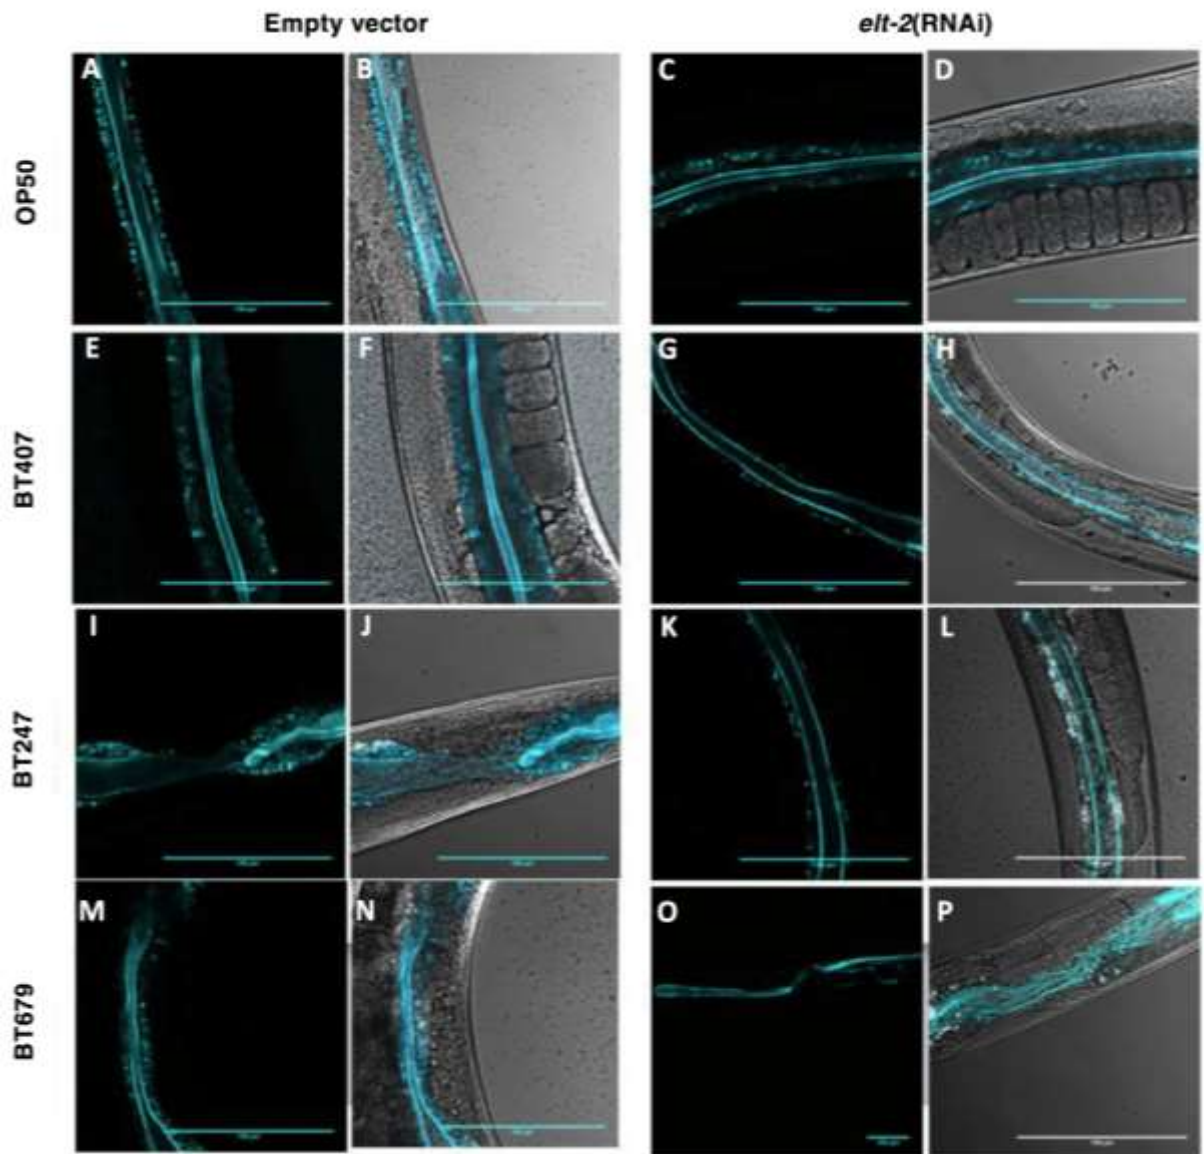 Empty vector elt-2(RNAi)
OP50 A B C D
BT407 E F G H
BT247 I J K L
BT679 M N O P